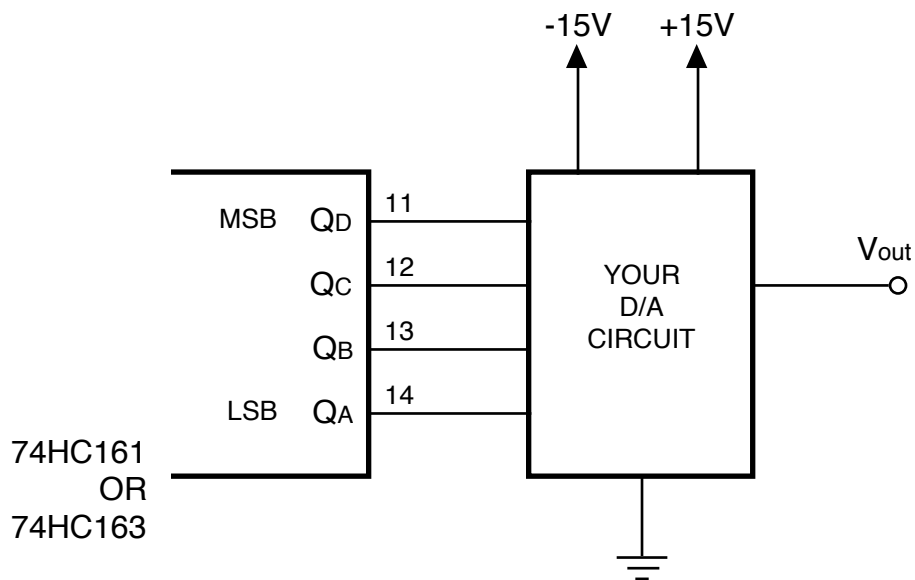 -15V +15V
MSB QD 11
QC 12
QB 13
LSB QA 14
YOUR
D/A
CIRCUIT
Vout
74HC161
OR
74HC163